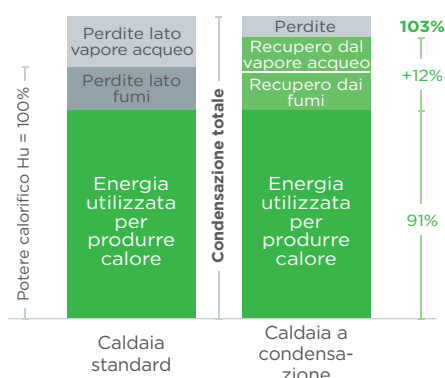 Potere calorifico Hu = 100%
Perdite lato
vapore acqueo
Perdite lato
fumi
Energia
utilizzata
per
produrre
calore
Caldaia
standard
Condensazione totale
Perdite
Recupero dal
vapore acqueo
Recupero dai
fumi
Energia
utilizzata
per
produrre
calore
Caldaia a
condensa-
zione
103%
+12%
91%